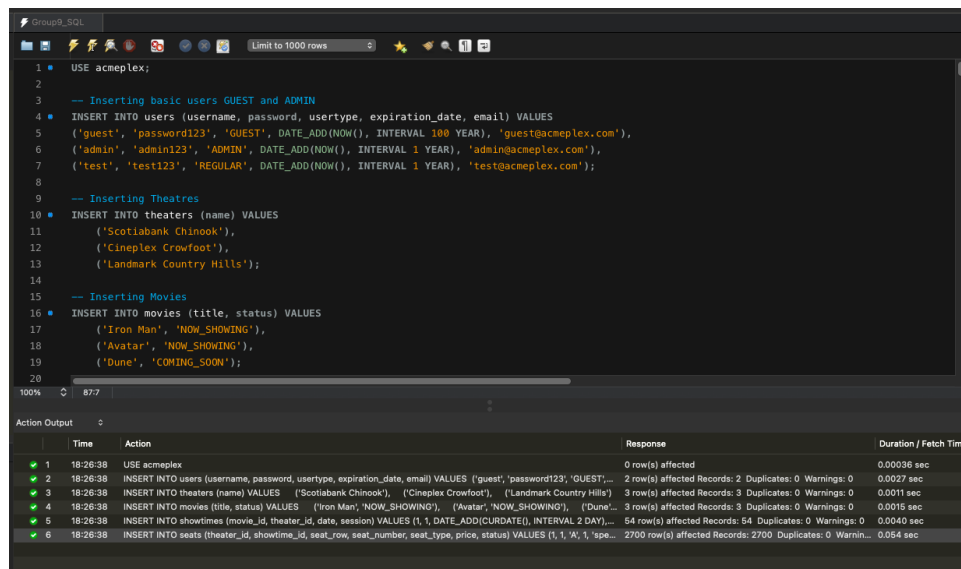 Group9_SQL
Limit to 1000 rows
1 USE acmeplex;
2
3 -- Inserting basic users GUEST and ADMIN
4 INSERT INTO users (username, password, usertype, expiration_date, email) VALUES
5 ('guest', 'password123', 'GUEST', DATE_ADD(NOW(), INTERVAL 100 YEAR), 'guest@acmeplex.com'),
6 ('admin', 'admin123', 'ADMIN', DATE_ADD(NOW(), INTERVAL 1 YEAR), 'admin@acmeplex.com'),
7 ('test', 'test123', 'REGULAR', DATE_ADD(NOW(), INTERVAL 1 YEAR), 'test@acmeplex.com');
8
9 -- Inserting Theatres
10 INSERT INTO theaters (name) VALUES
11 ('Scotiabank Chinook'),
12 ('Cineplex Crowfoot'),
13 ('Landmark Country Hills');
14
15 -- Inserting Movies
16 INSERT INTO movies (title, status) VALUES
17 ('Iron Man', 'NOW_SHOWING'),
18 ('Avatar', 'NOW_SHOWING'),
19 ('Dune', 'COMING_SOON');
20
100% 87:7
Action Output
Time Action Response Duration / Fetch Tim
1 18:26:38 USE acmeplex 0 row(s) affected 0.00036 sec
2 18:26:38 INSERT INTO users (username, password, usertype, expiration_date, email) VALUES ('guest', 'password123', 'GUEST',... 2 row(s) affected Records: 2 Duplicates: 0 Warnings: 0 0.0027 sec
3 18:26:38 INSERT INTO theaters (name) VALUES ('Scotiabank Chinook'), ('Cineplex Crowfoot'), ('Landmark Country Hills') 3 row(s) affected Records: 3 Duplicates: 0 Warnings: 0 0.0011 sec
4 18:26:38 INSERT INTO movies (title, status) VALUES ('Iron Man', 'NOW_SHOWING'), ('Avatar', 'NOW_SHOWING'), ('Dune'... 3 row(s) affected Records: 3 Duplicates: 0 Warnings: 0 0.0015 sec
5 18:26:38 INSERT INTO showtimes (movie_id, theater_id, date, session) VALUES (1, 1, DATE_ADD(CURDATE(), INTERVAL 2 DAY),... 54 row(s) affected Records: 54 Duplicates: 0 Warnings: 0 0.0040 sec
6 18:26:38 INSERT INTO seats (theater_id, showtime_id, seat_row, seat_number, seat_type, price, status) VALUES (1, 1, 'A', 1, 'spe... 2700 row(s) affected Records: 2700 Duplicates: 0 Warnin... 0.054 sec